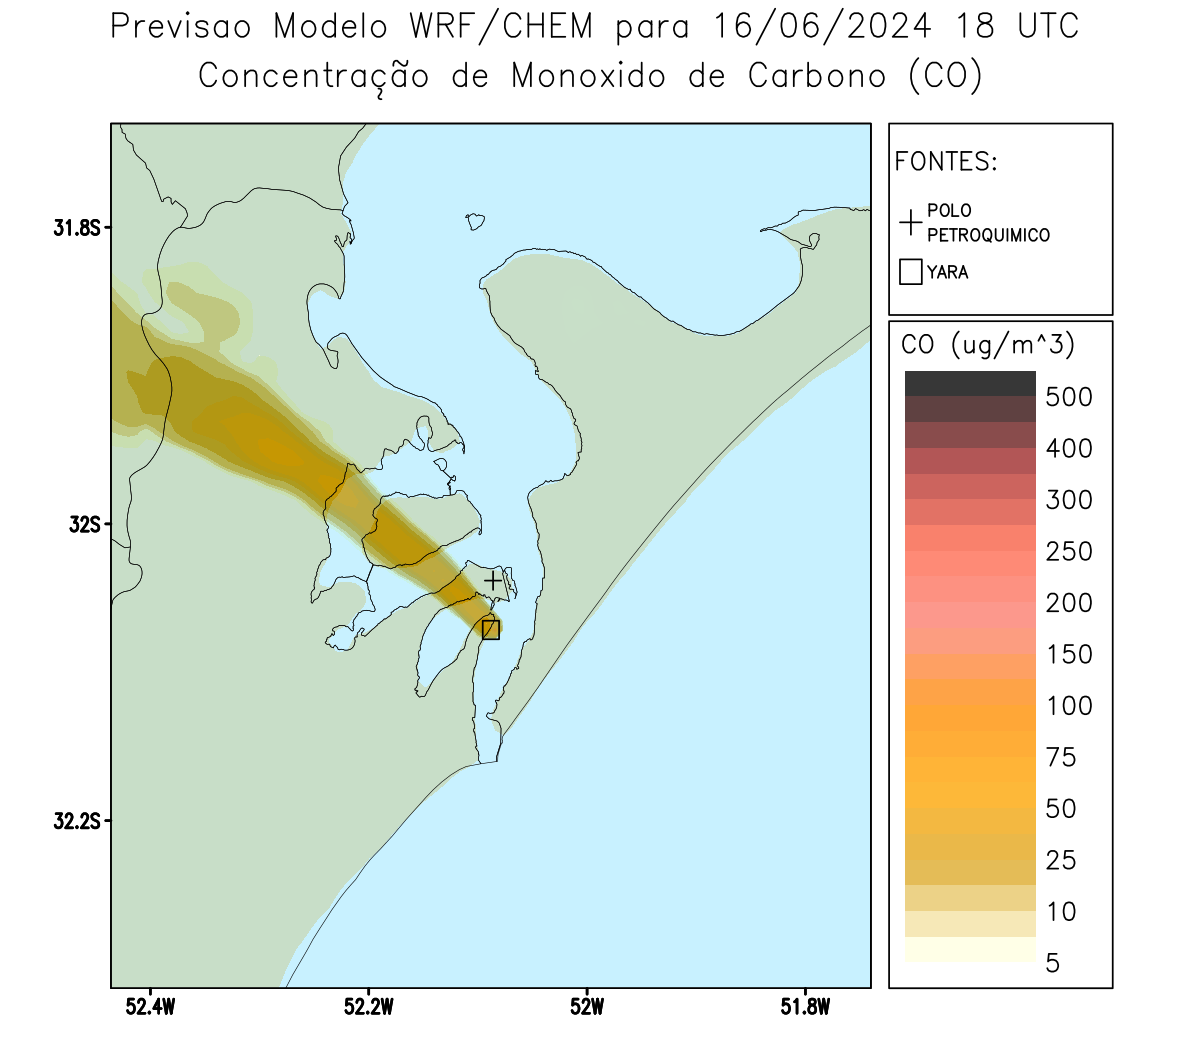 Previsao Modelo WRF/CHEM para 16/06/2024 18 UTC
Concentração de Monoxido de Carbono (CO)
FONTES:
POLO
PETROQUIMICO
YARA
CO (ug/m^3)
500
400
300
250
200
150
100
75
50
25
10
5
31.8S
32S
32.2S
52.4W
52.2W
52W
51.8W